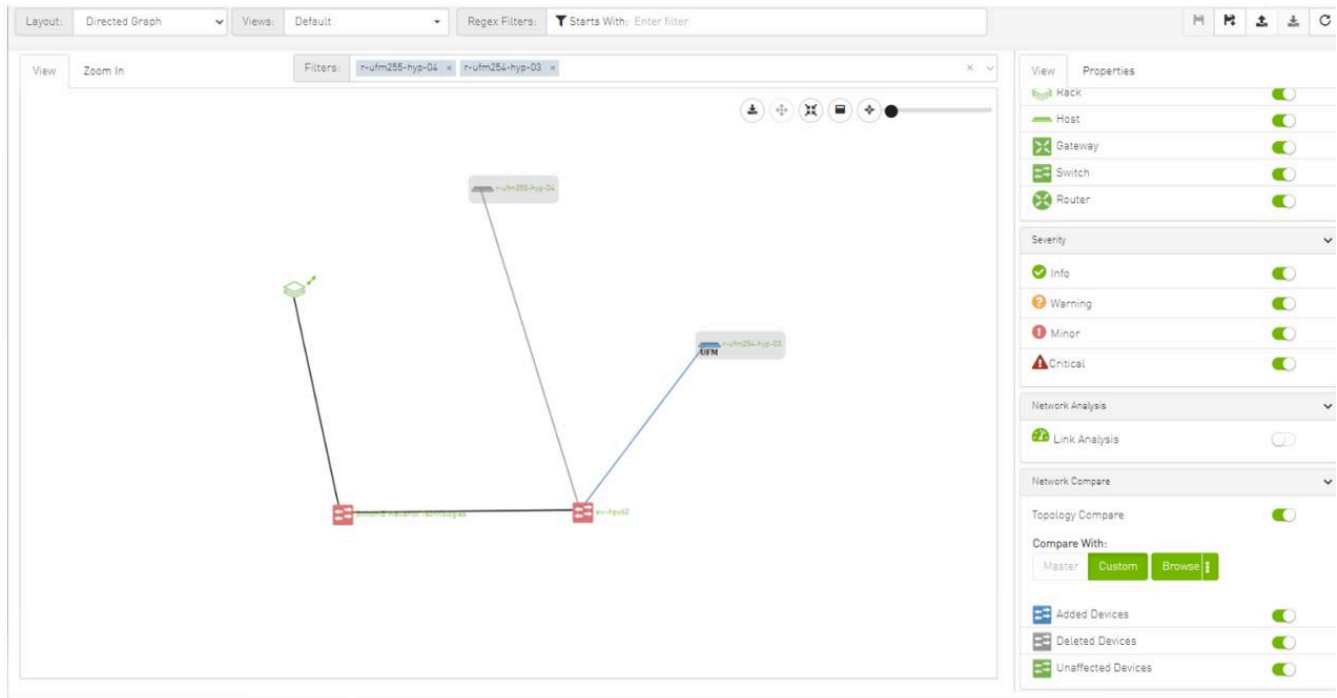 Layout: Directed Graph Views: Default Regex Filters: Starts With: Enter filter
View Zoom In Filters: r-ufm255-hyp-04 × r-ufm254-hyp-03 ×
r-ufm255-hyp-04
r-ufm254-hyp-03
UFM
Technologies
View Properties
Rack
Host
Gateway
Switch
Router
Severity
Info
Warning
Minor
Critical
Network Analysis
Link Analysis
Network Compare
Topology Compare
Compare With:
Master Custom Browse
Added Devices
Deleted Devices
Unaffected Devices